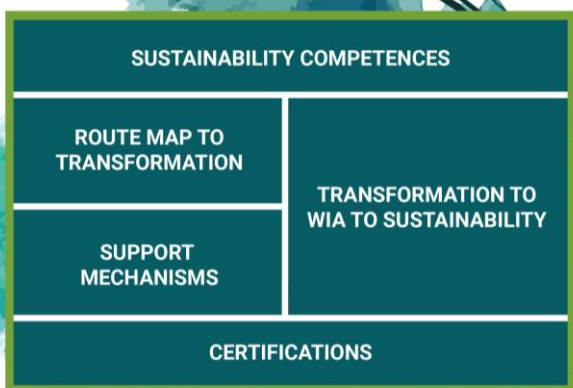 SUSTAINABILITY COMPETENCES
ROUTE MAP TO
TRANSFORMATION
SUPPORT
MECHANISMS
TRANSFORMATION TO
WIA TO SUSTAINABILITY
CERTIFICATIONS